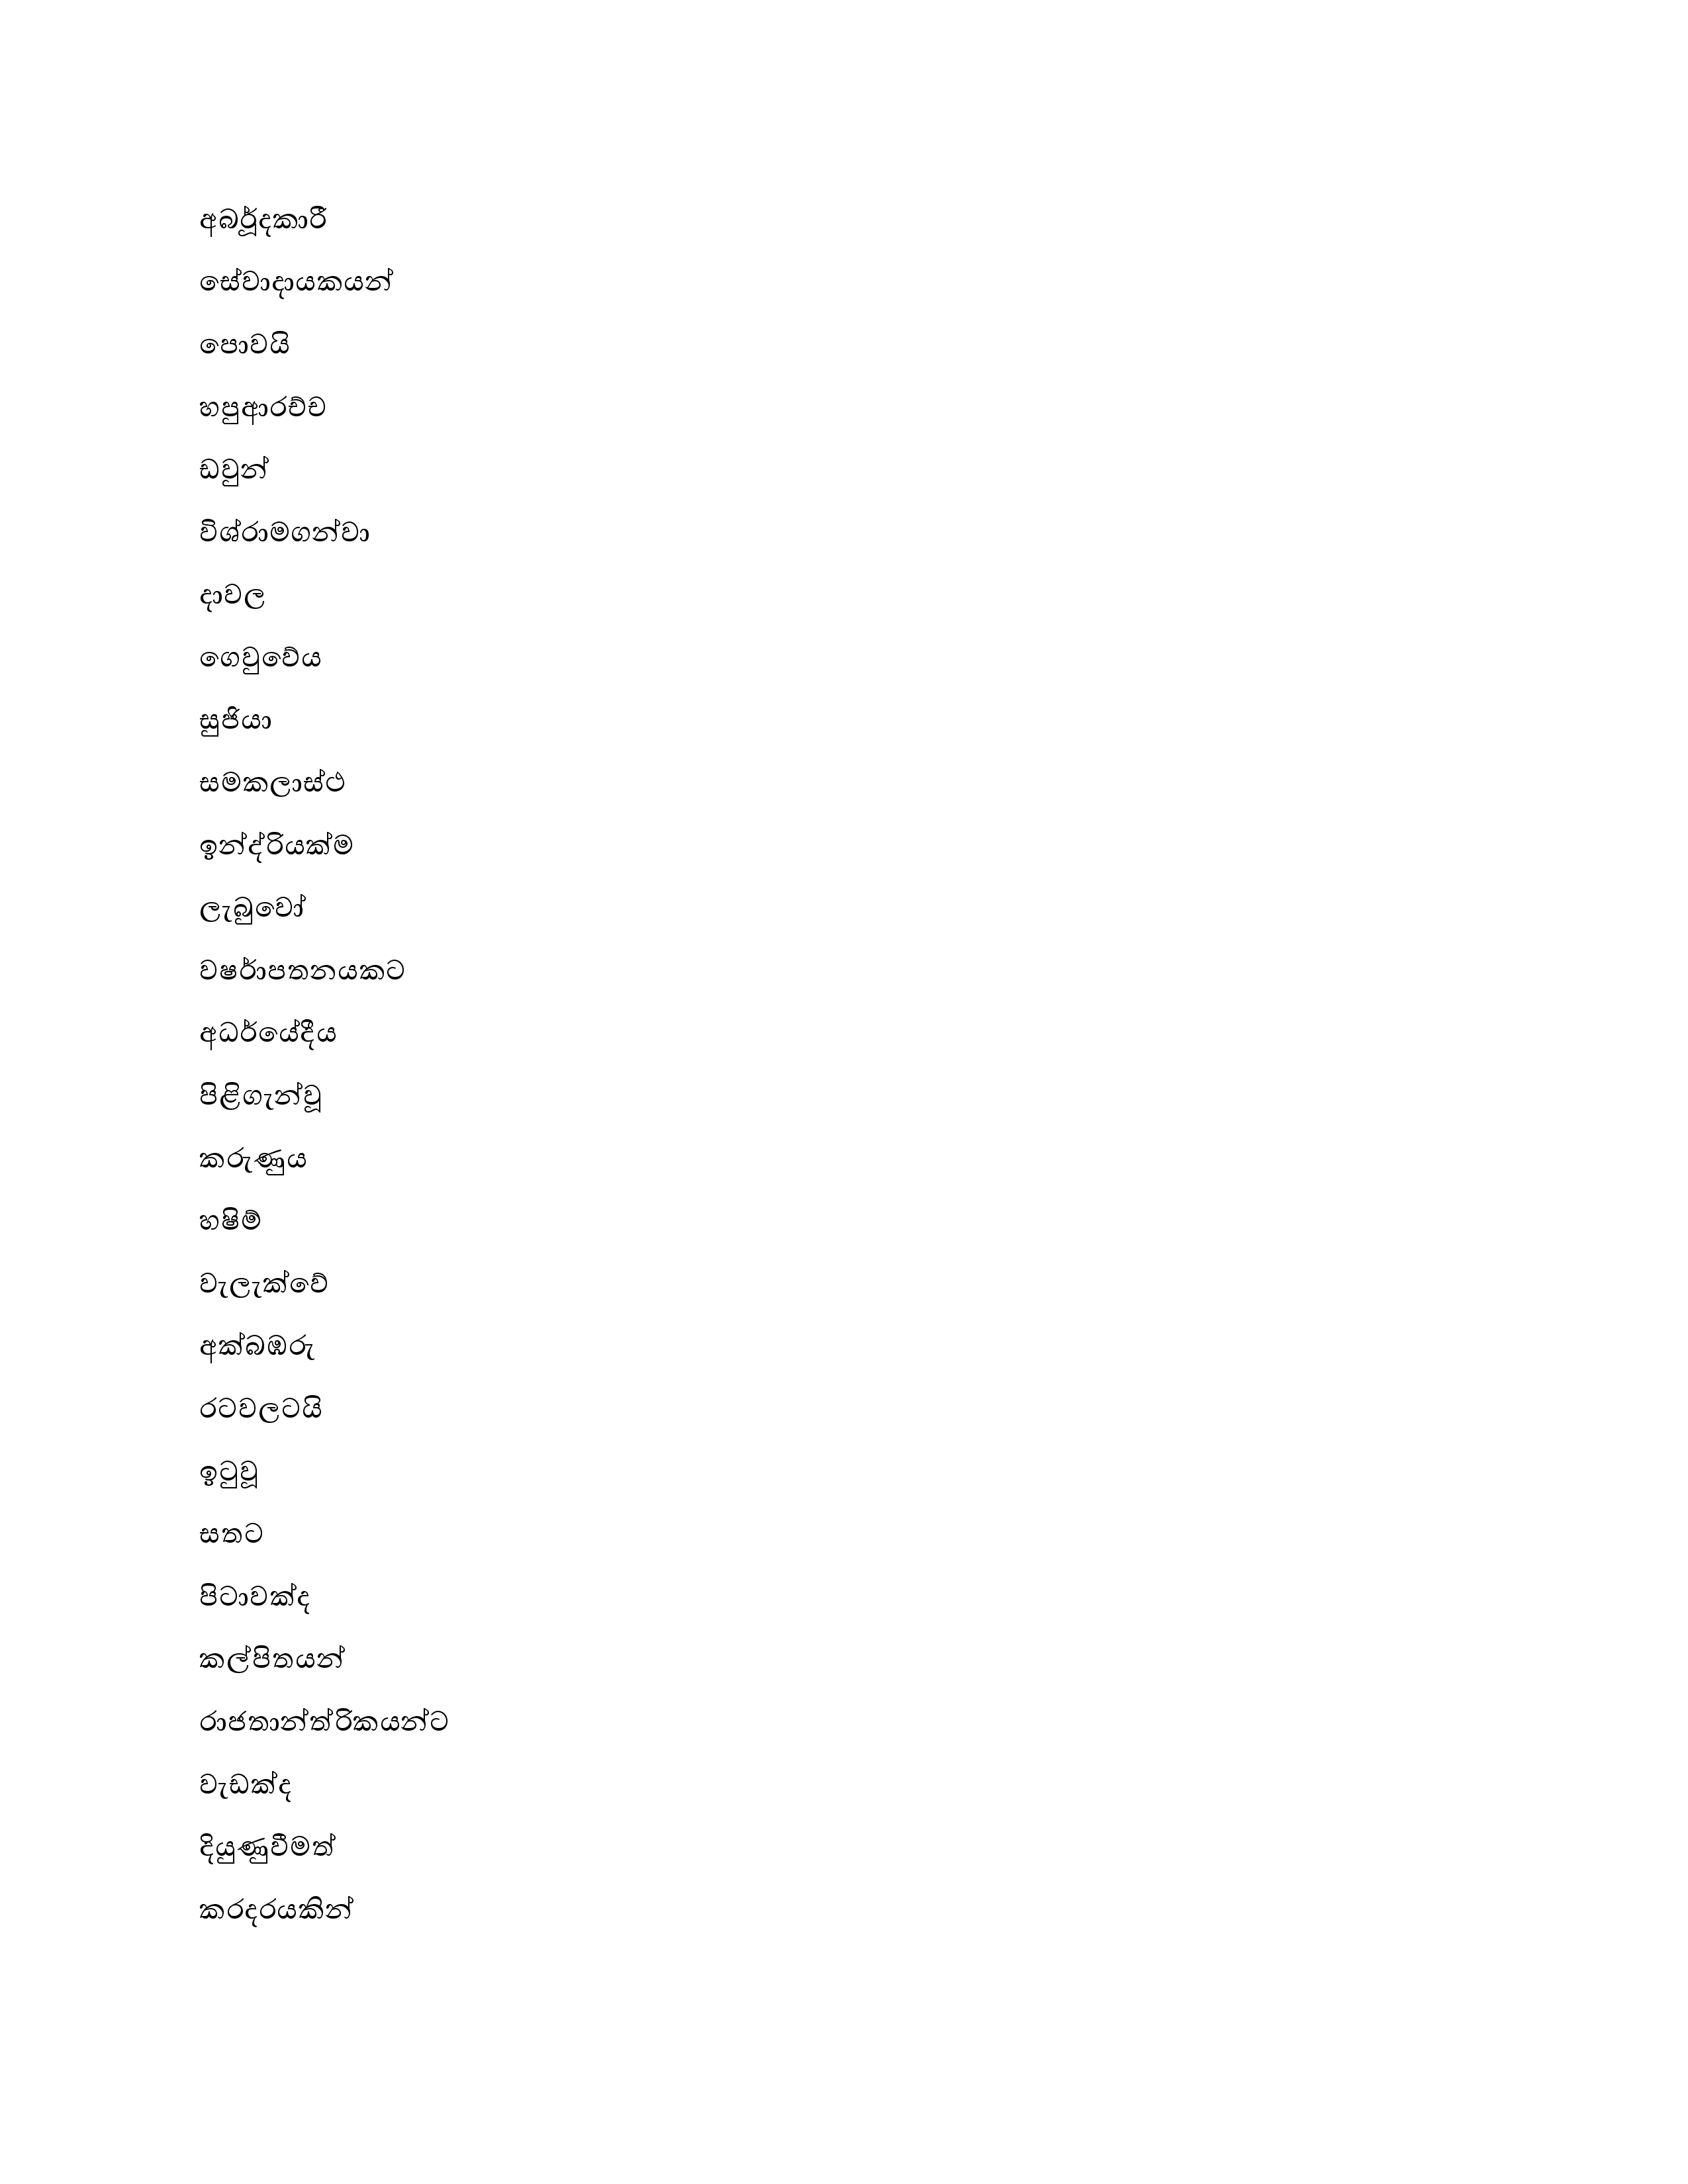 අබර්‍ූදකාරී
සේවාදායකයන්
පොවයි
හපුආරච්ච
ඩවුන්
විශ්රාමගන්වා
දාවල
ගෙවුවේය
සුජියා
සමකලාස්ථ
ඉන්ද්රියක්ම
ලැබුවෝ
වර්‍ෂාපතනයකට
අධර්යේදීය
පිළිගැන්වූ
කරුණුය
හෂිම්
වැලැක්වේ
අක්බඹරු
රටවලටයි
ඉටුවූ
සතට
පිටාවක්ද
කල්පිතයන්
රාජතාන්ත්රිකයන්ට
වැඩක්ද
දියුණුවීමත්
කරදරයකින්